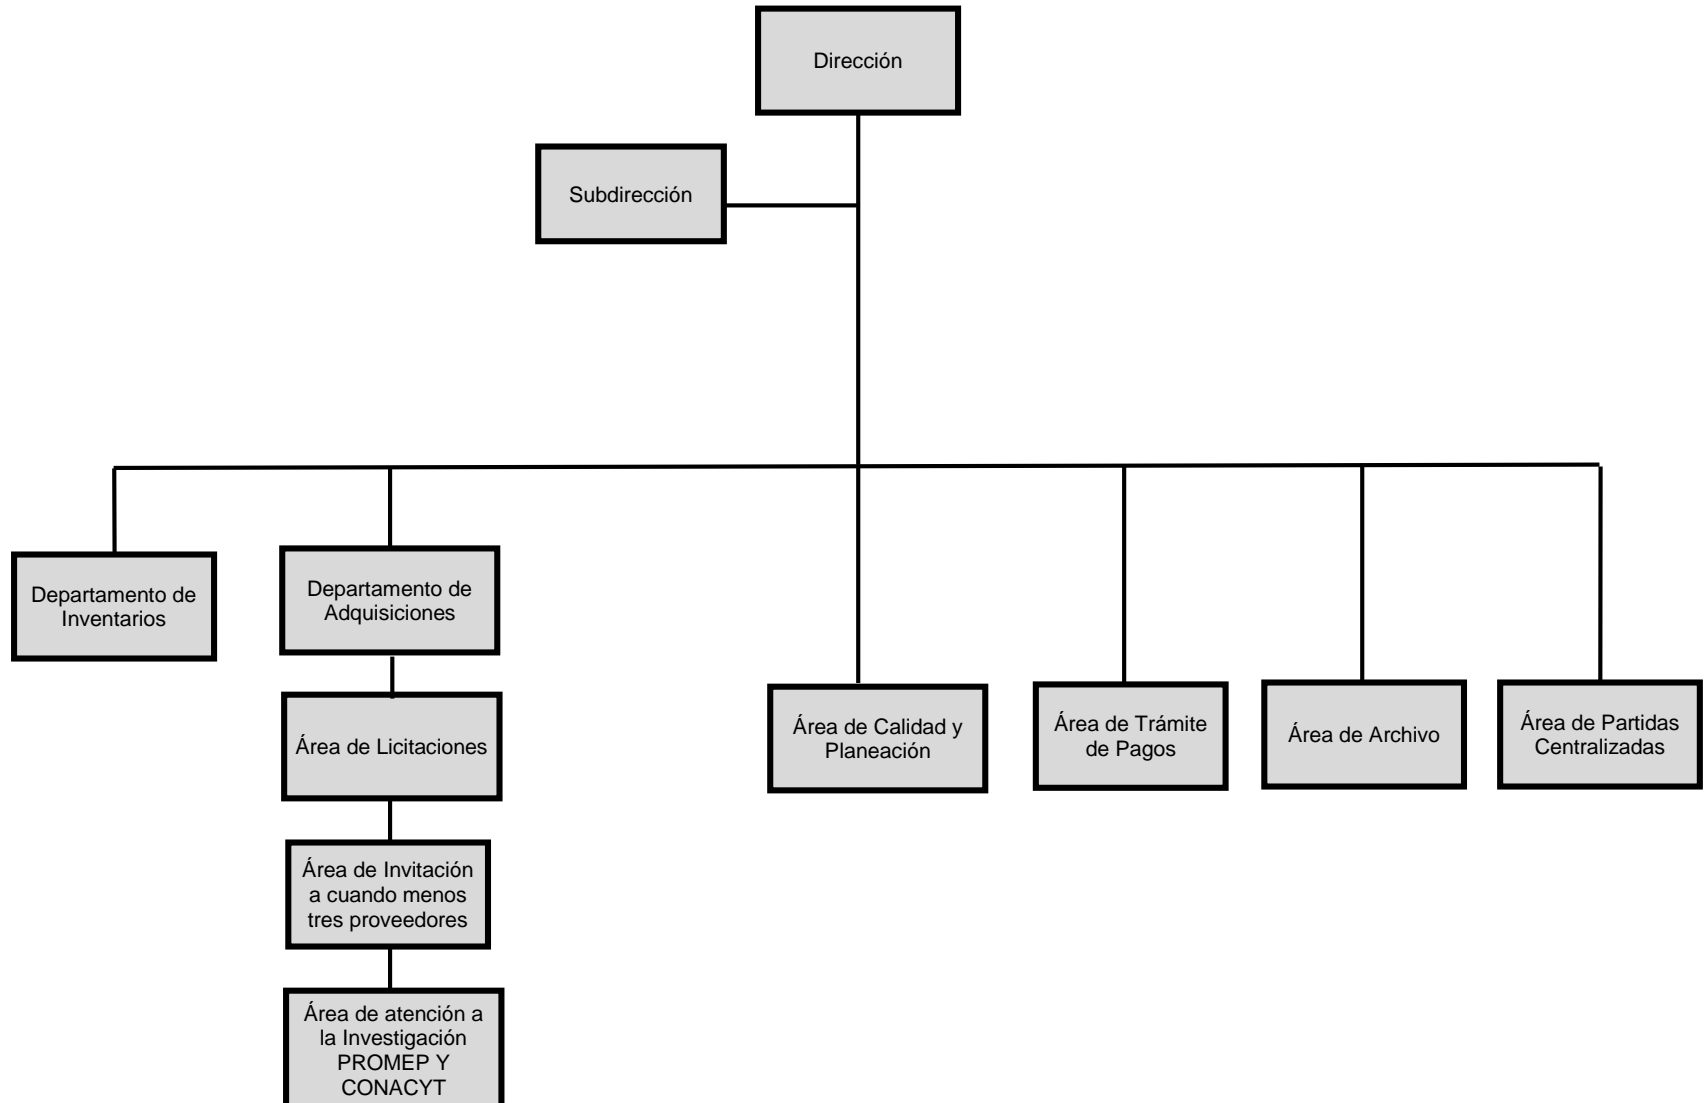 Dirección
Subdirección
Departamento de
Inventarios
Departamento de
Adquisiciones
Área de Licitaciones
Área de Invitación
a cuando menos
tres proveedores
Área de atención a
la Investigación
PROMEP Y
CONACYT
Área de Calidad y
Planeación
Área de Trámite
de Pagos
Área de Archivo
Área de Partidas
Centralizadas